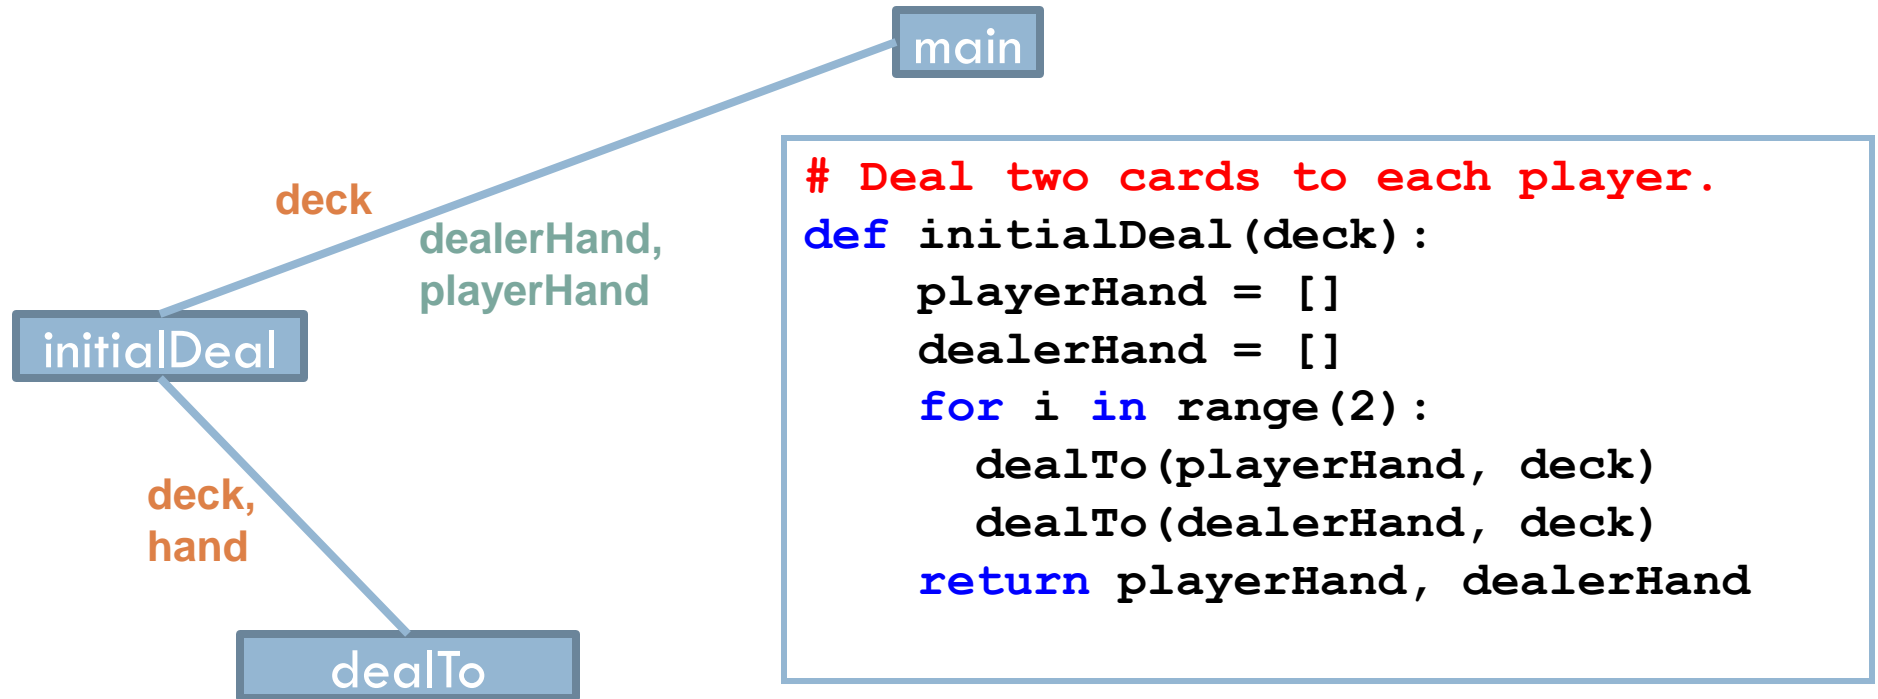 main
deck
dealerHand,
playerHand
initialDeal
deck,
hand
dealTo
# Deal two cards to each player.
def initialDeal(deck):
    playerHand = []
    dealerHand = []
    for i in range(2):
      dealTo(playerHand, deck)
      dealTo(dealerHand, deck)
    return playerHand, dealerHand